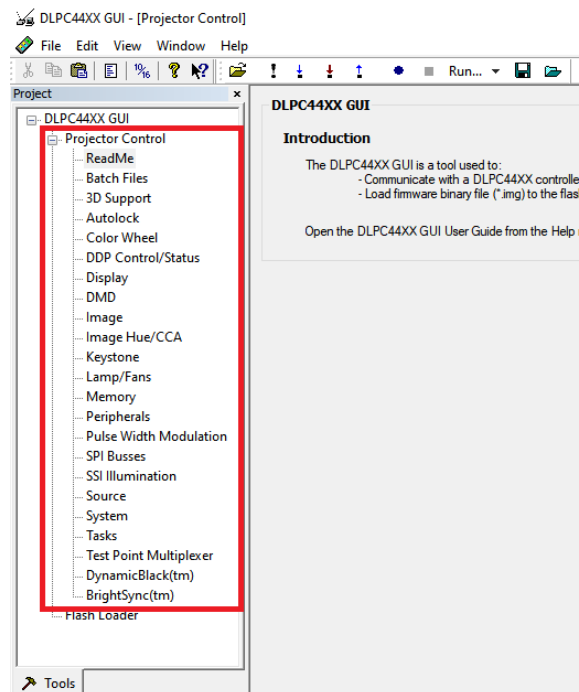 DLPC44XX GUI - [Projector Control]
File Edit View Window Help
Run...
Project x
DLPC44XX GUI
Projector Control
ReadMe
Batch Files
3D Support
Autolock
Color Wheel
DDP Control/Status
Display
DMD
Image
Image Hue/CCA
Keystone
Lamp/Fans
Memory
Peripherals
Pulse Width Modulation
SPI Busses
SSI Illumination
Source
System
Tasks
Test Point Multiplexer
DynamicBlack(tm)
BrightSync(tm)
Flash Loader
Tools
DLPC44XX GUI
Introduction
The DLPC44XX GUI is a tool used to:
- Communicate with a DLPC44XX controlle
- Load firmware binary file (*.img) to the flas
Open the DLPC44XX GUI User Guide from the Help